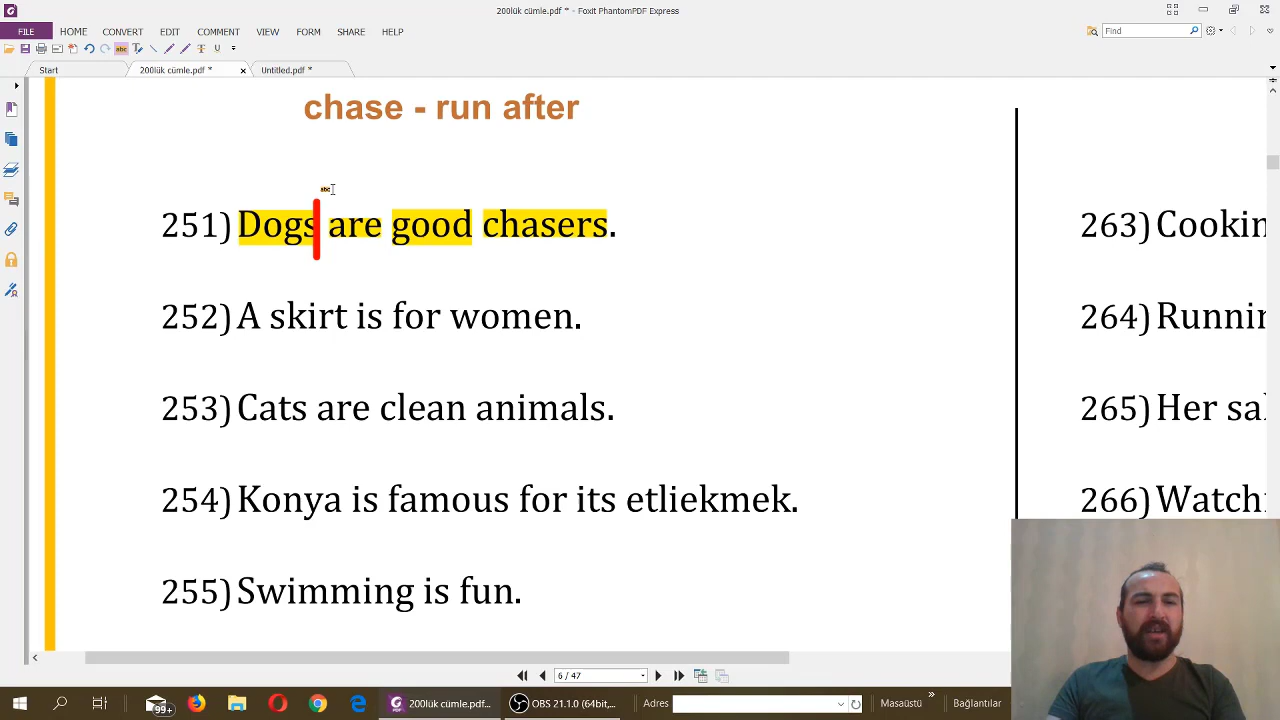 200lük cümle.pdf * - Foxit PhantomPDF Express
FILE HOME CONVERT EDIT COMMENT VIEW FORM SHARE HELP
Find
abc
Start 200lük cümle.pdf * Untitled.pdf *
chase - run after
abc
251) Dogs are good chasers.
252) A skirt is for women.
253) Cats are clean animals.
254) Konya is famous for its etliekmek.
255) Swimming is fun.
263) Cookin
264) Runnin
265) Her sal
266) Watchi
6 / 47
99+
200lük cümle.pdf...
OBS 21.1.0 (64bit,...
Adres
Masaüstü
Bağlantılar